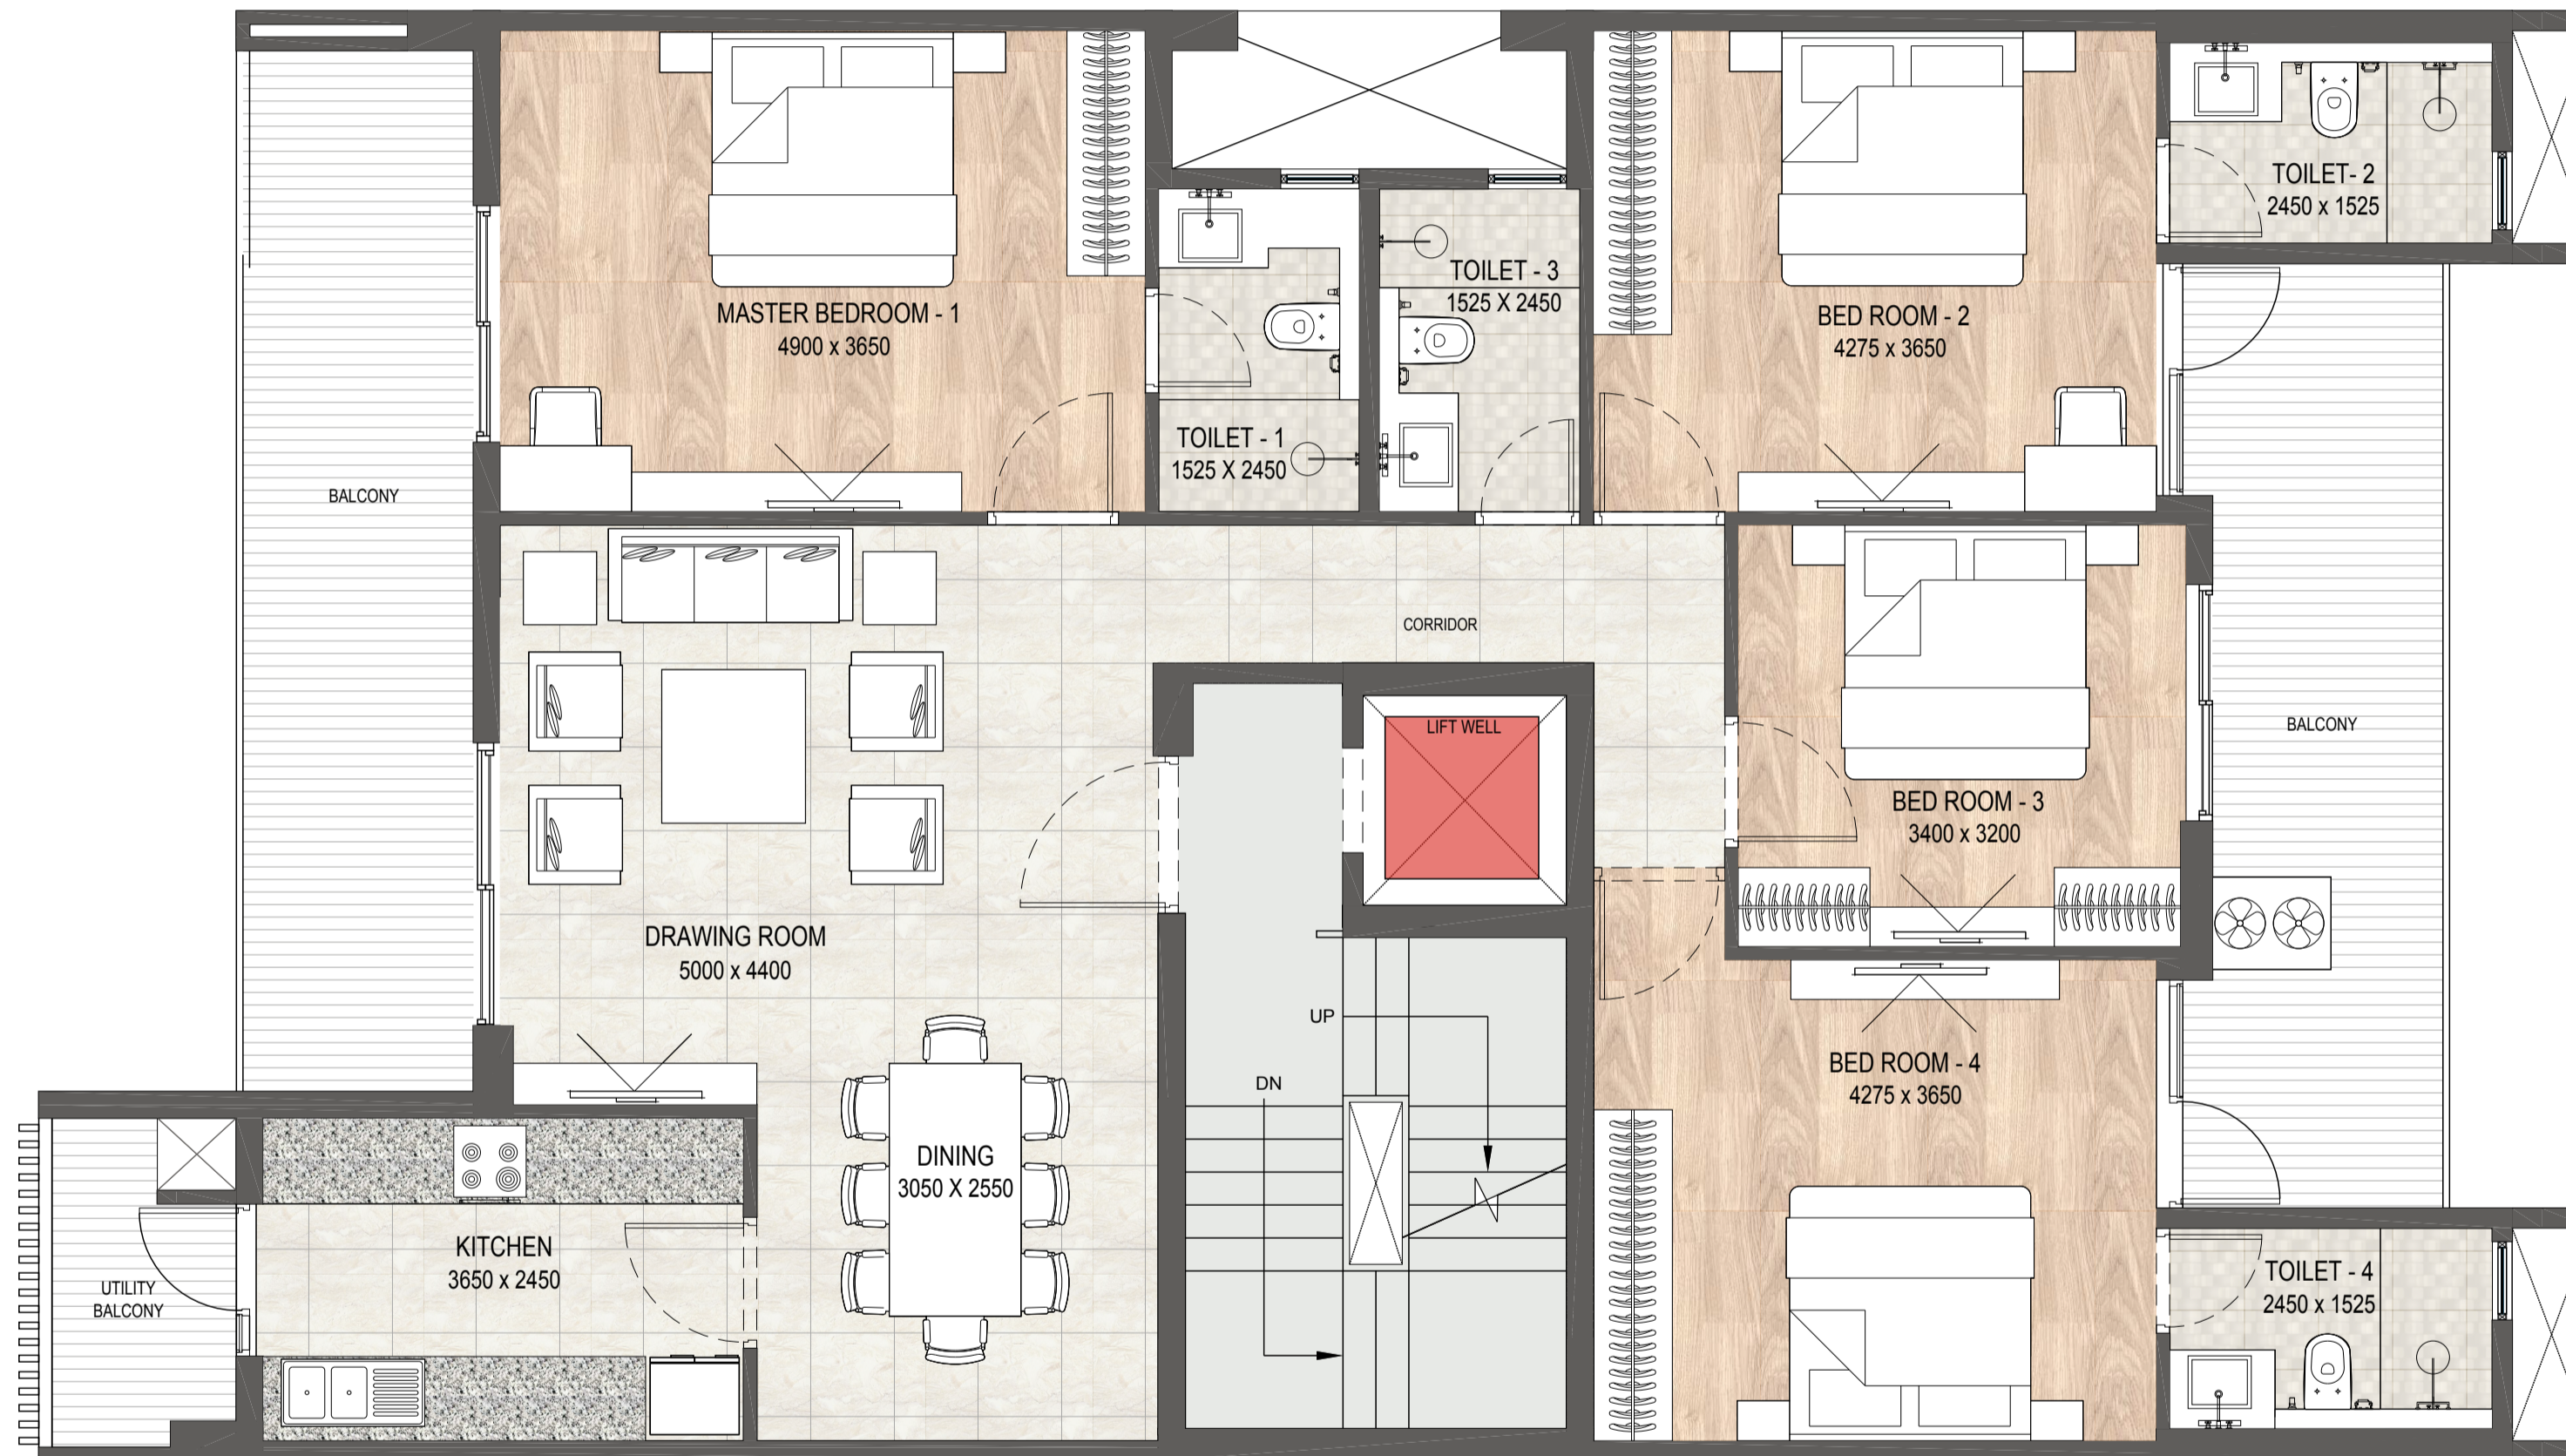 TOILET- 2
2450 x 1525
TOILET - 3
1525 X 2450
MASTER BEDROOM - 1
4900 x 3650
BED ROOM - 2
4275 x 3650
TOILET - 1
1525 X 2450
BALCONY
CORRIDOR
LIFT WELL
BALCONY
BED ROOM - 3
3400 x 3200
DRAWING ROOM
5000 x 4400
UP
DN
BED ROOM - 4
4275 x 3650
DINING
3050 X 2550
KITCHEN
3650 x 2450
UTILITY
BALCONY
TOILET - 4
2450 x 1525